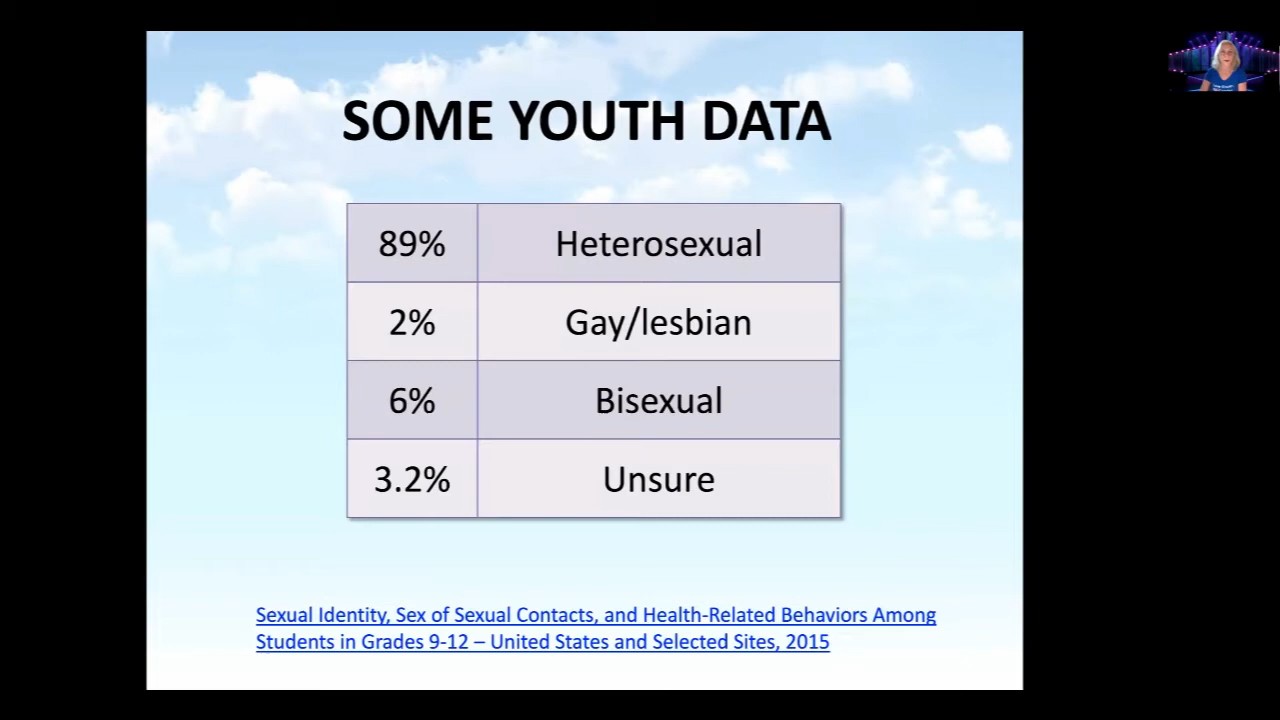 SOME YOUTH DATA
89% Heterosexual
2% Gay/lesbian
6% Bisexual
3.2% Unsure
Sexual Identity, Sex of Sexual Contacts, and Health-Related Behaviors Among
Students in Grades 9-12 – United States and Selected Sites, 2015